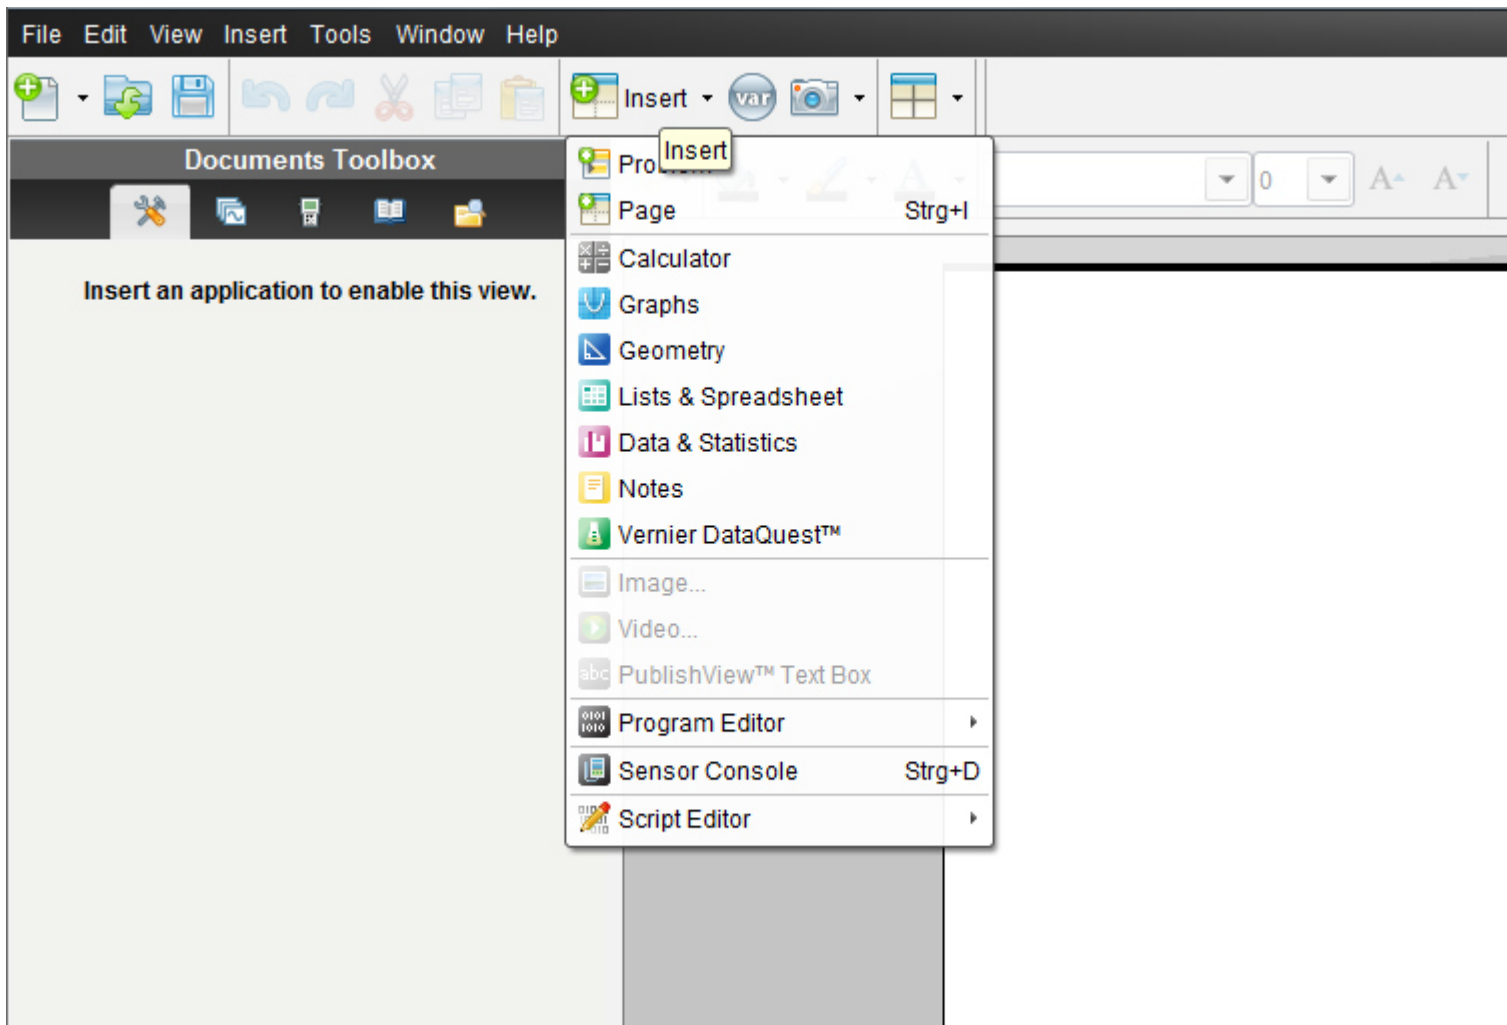 File Edit View Insert Tools Window Help
Insert
var
Insert
Documents Toolbox
Insert an application to enable this view.
Page Strg+I
Calculator
Graphs
Geometry
Lists & Spreadsheet
Data & Statistics
Notes
Vernier DataQuest™
Image...
Video...
abc PublishView™ Text Box
Program Editor
Sensor Console Strg+D
Script Editor
0 A A